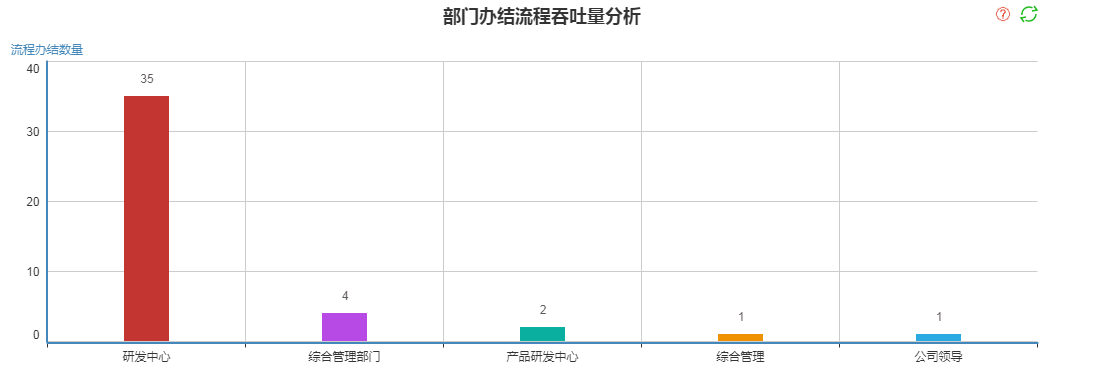 部门办结流程吞吐量分析
流程办结数量
40
30
20
10
0
35
4
2
1
1
研发中心
综合管理部门
产品研发中心
综合管理
公司领导